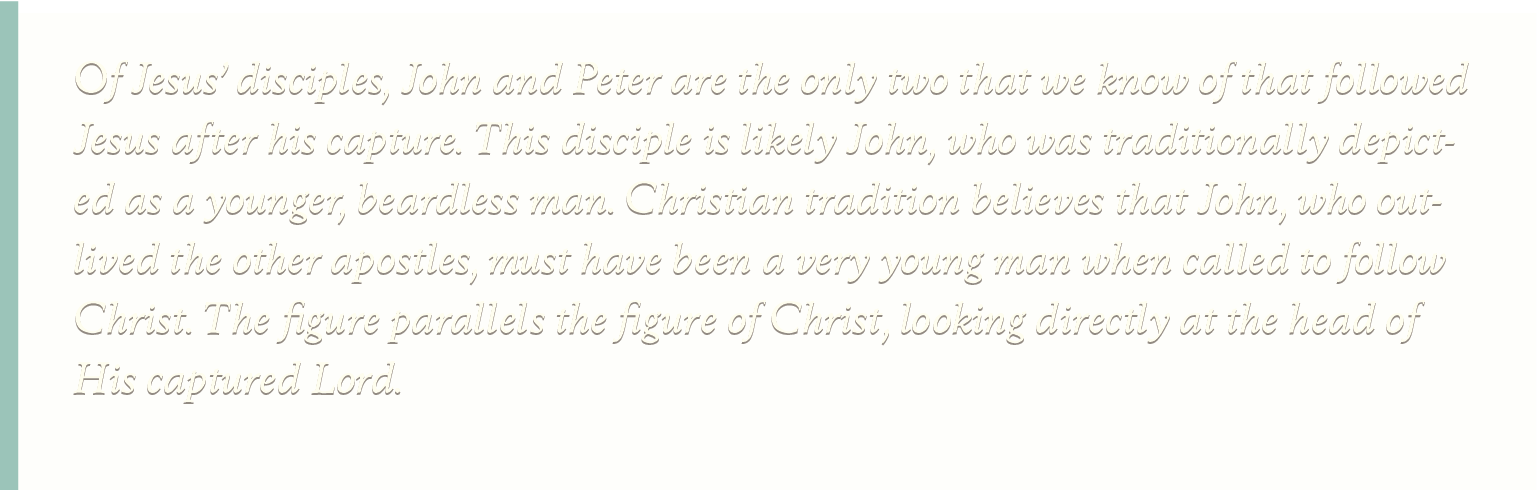 Of Jesus’ disciples, John and Peter are the only two that we know of that followed
Jesus after his capture. This disciple is likely John, who was traditionally depict-
ed as a younger, beardless man. Christian tradition believes that John, who out-
lived the other apostles, must have been a very young man when called to follow
Christ. The figure parallels the figure of Christ, looking directly at the head of
His captured Lord.